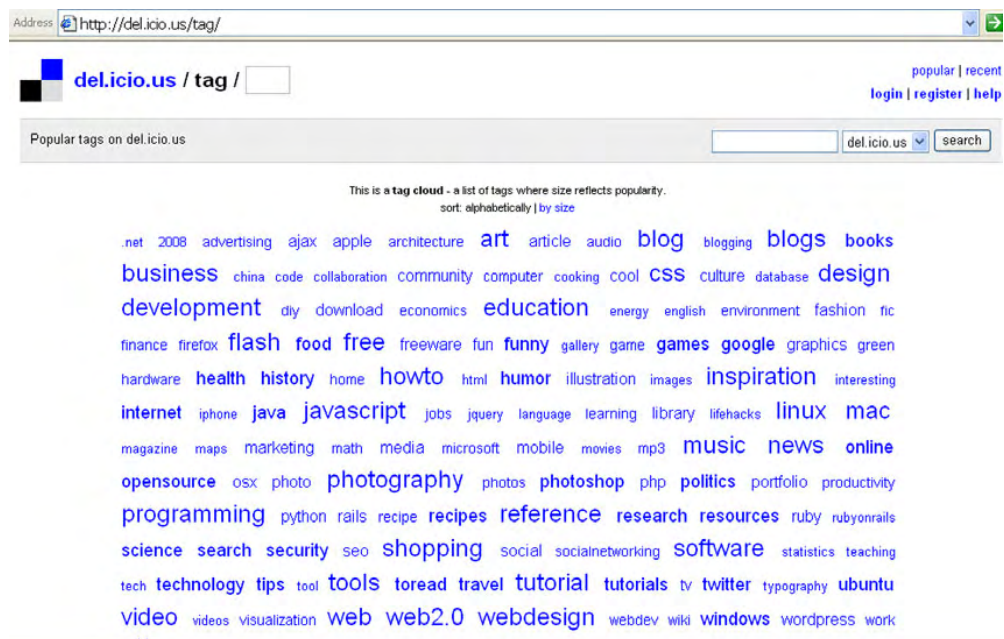 Address http://del.icio.us/tag/
del.icio.us / tag /
popular | recent
login | register | help
Popular tags on del.icio.us
del.icio.us search
This is a tag cloud - a list of tags where size reflects popularity.
sort: alphabetically | by size
.net 2008 advertising ajax apple architecture art article audio blog blogging blogs books
business china code collaboration community computer cooking cool css culture database design
development diy download economics education energy english environment fashion fic
finance firefox flash food free freeware fun funny gallery game games google graphics green
hardware health history home howto html humor illustration images inspiration interesting
internet iphone java javascript jobs jquery language learning library lifehacks linux mac
magazine maps marketing math media microsoft mobile movies mp3 music news online
opensource osx photo photography photos photoshop php politics portfolio productivity
programming python rails recipe recipes reference research resources ruby rubyonrails
science search security seo shopping social socialnetworking software statistics teaching
tech technology tips tool tools toread travel tutorial tutorials tv twitter typography ubuntu
video videos visualization web web2.0 webdesign webdev wiki windows wordpress work